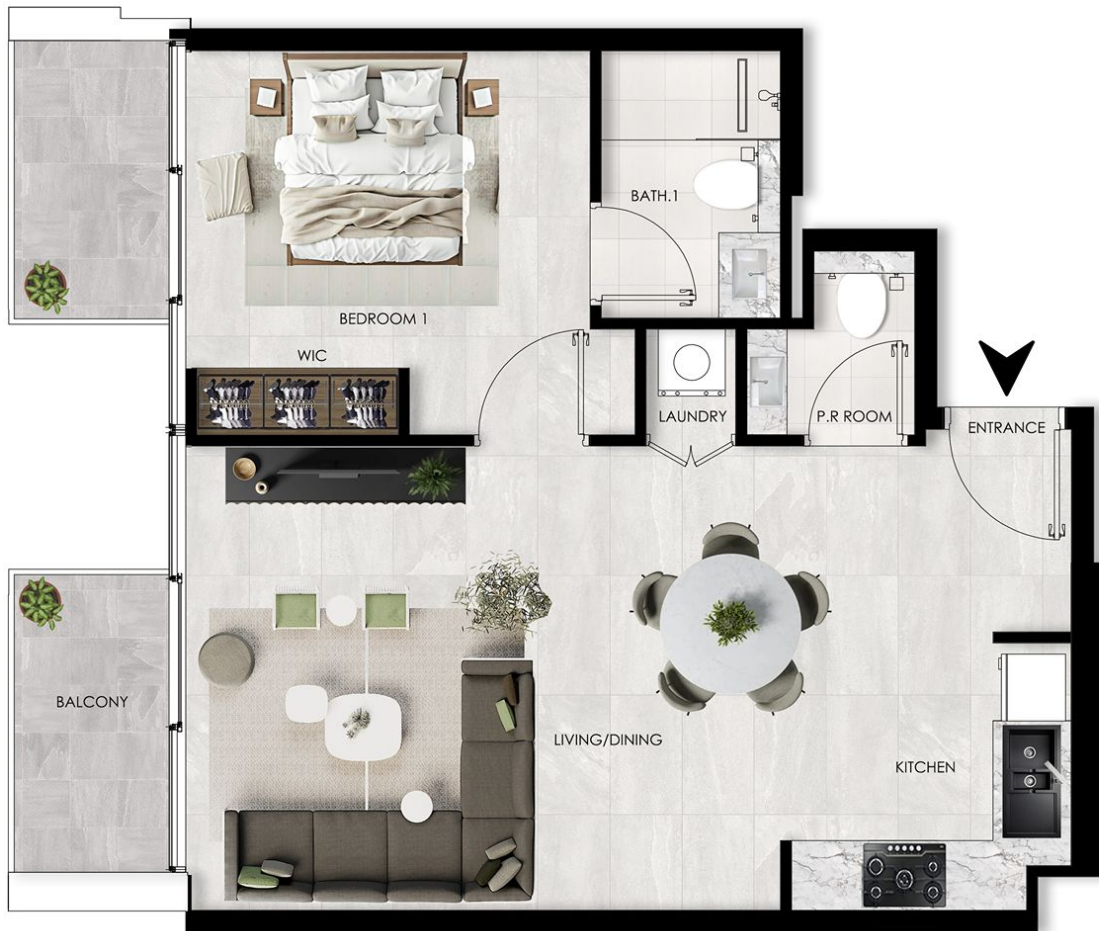 BATH.1
BEDROOM 1
WIC
LAUNDRY
P.R ROOM
ENTRANCE
BALCONY
LIVING/DINING
KITCHEN